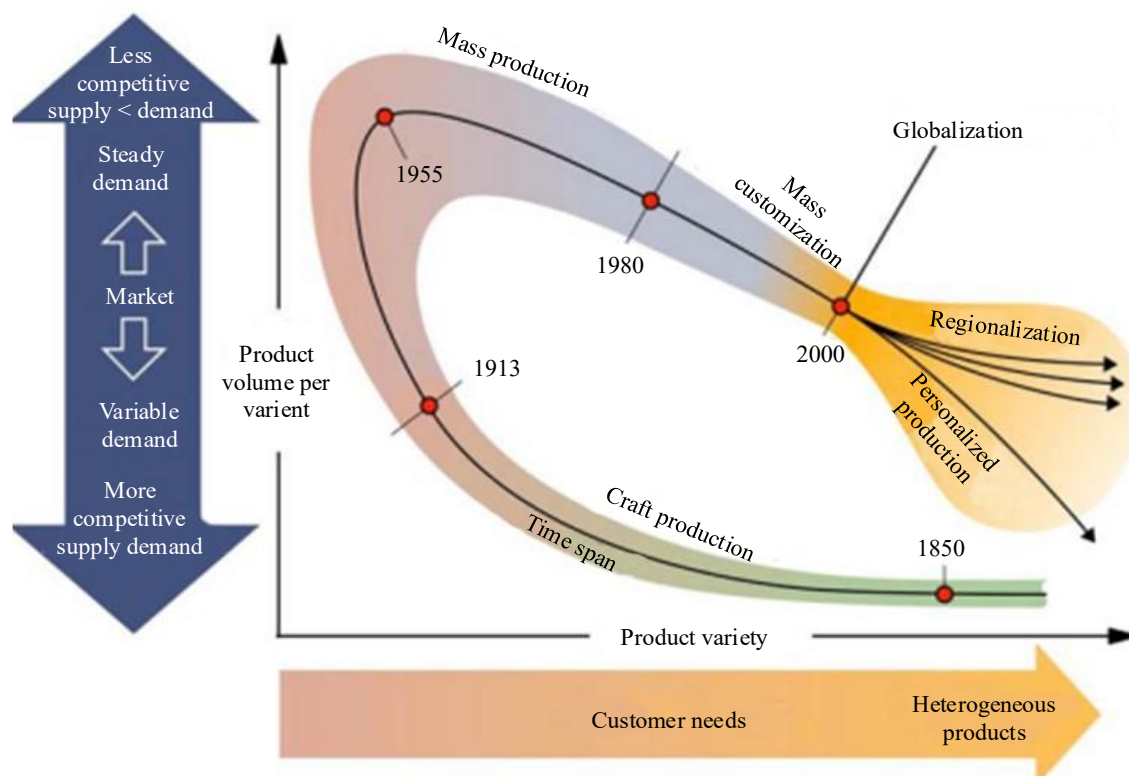 Less
competitive
supply < demand
Steady
demand
Market
Variable
demand
More
competitive
supply demand
Product
volume per
varient
Mass production
1955
1980
Mass
customization
Globalization
2000
Regionalization
Personalized
production
1913
Craft production
Time span
1850
Product variety
Customer needs
Heterogeneous
products